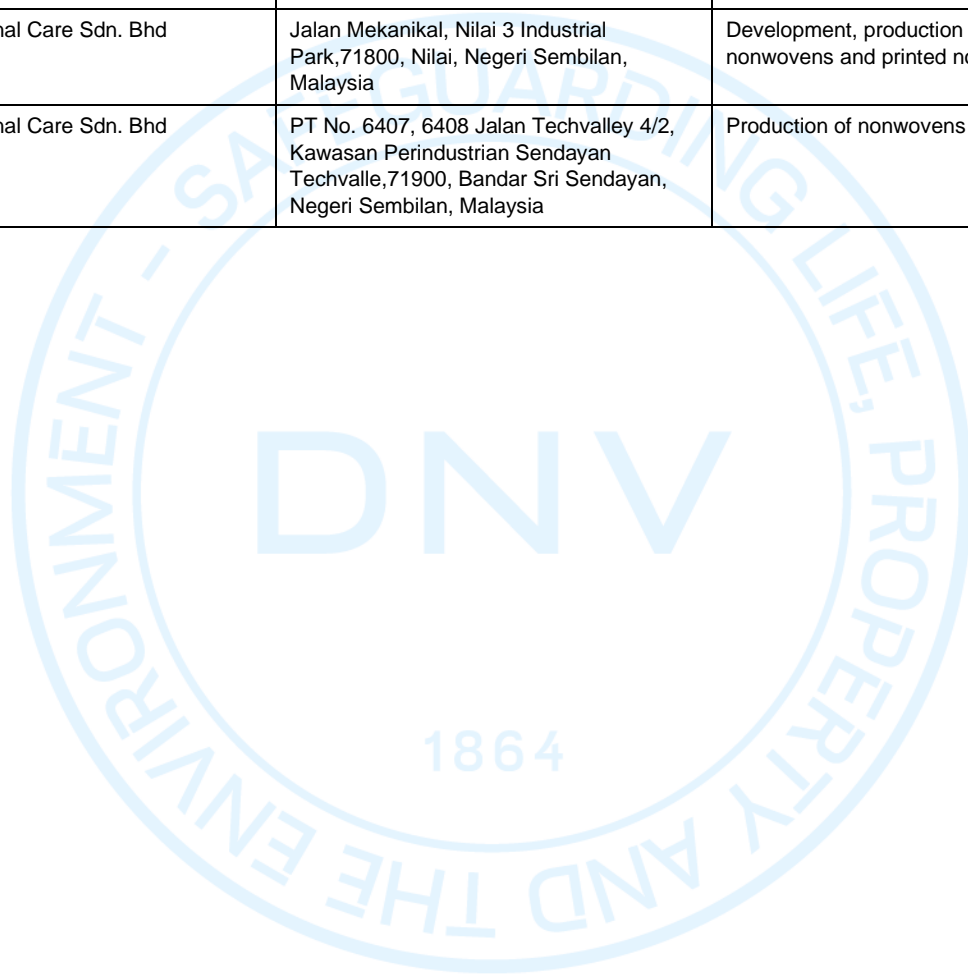 nal Care Sdn. Bhd
Jalan Mekanikal, Nilai 3 Industrial
Park,71800, Nilai, Negeri Sembilan,
Malaysia
Development, production
nonwovens and printed
nal Care Sdn. Bhd
PT No. 6407, 6408 Jalan Techvalley 4/2,
Kawasan Perindustrian Sendayan
Techvalle,71900, Bandar Sri Sendayan,
Negeri Sembilan, Malaysia
Production of nonwovens
SAFEGUARDING LIFE, PROPERTY AND THE ENVIRONMENT -
DNV
1864